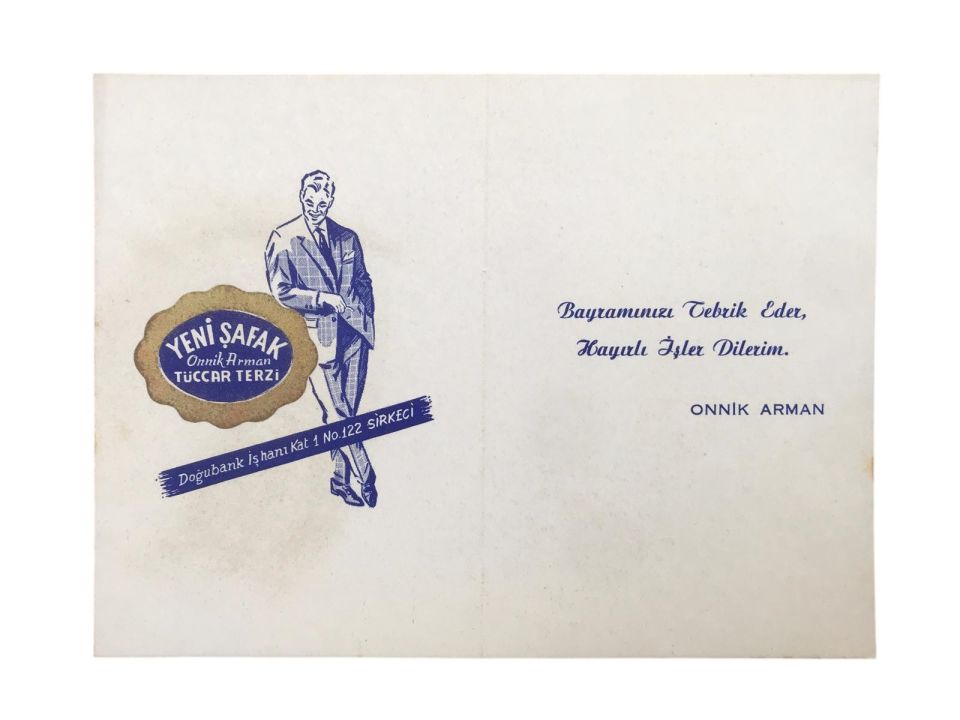 YENİ ŞAFAK
Onnik Arman
TÜCCAR TERZİ
Doğubank İşhanı Kat 1 No.122 SİRKECİ
Bayramınızı Tebrik Eder,
Hayırlı İşler Dilerim.
ONNİK ARMAN